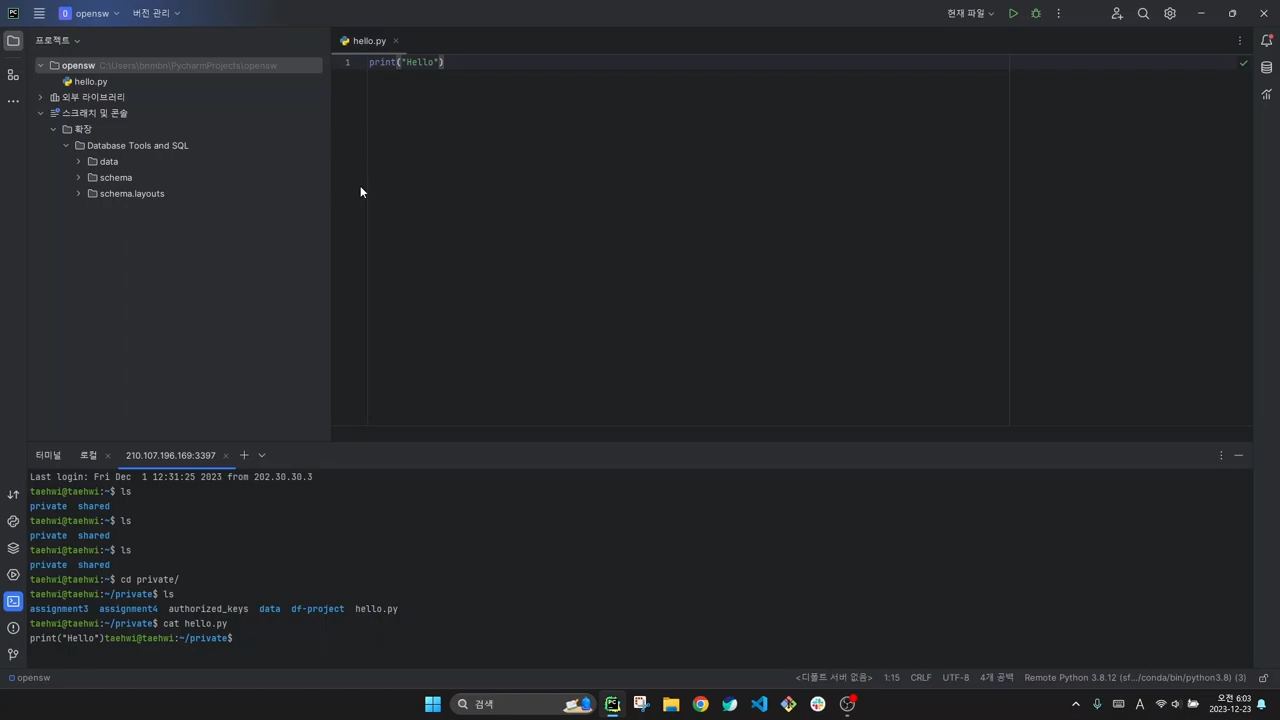 PC 0 opensw 버전 관리 현재 파일
프로젝트
hello.py
opensw C:\Users\bnmbn\PycharmProjects\opensw
hello.py
외부 라이브러리
스크래치 및 콘솔
확장
Database Tools and SQL
data
schema
schema.layouts
1 print("Hello")
터미널 로컬 210.107.196.169:3397
Last login: Fri Dec  1 12:31:25 2023 from 202.30.30.3
taehwi@taehwi:~$ ls
private  shared
taehwi@taehwi:~$ ls
private  shared
taehwi@taehwi:~$ ls
private  shared
taehwi@taehwi:~$ cd private/
taehwi@taehwi:~/private$ ls
assignment3  assignment4  authorized_keys  data  df-project  hello.py
taehwi@taehwi:~/private$ cat hello.py
print("Hello")taehwi@taehwi:~/private$
opensw <디폴트 서버 없음> 1:15 CRLF UTF-8 4개 공백 Remote Python 3.8.12 (sf.../conda/bin/python3.8) (3)
검색 A 오전 6:03
2023-12-23